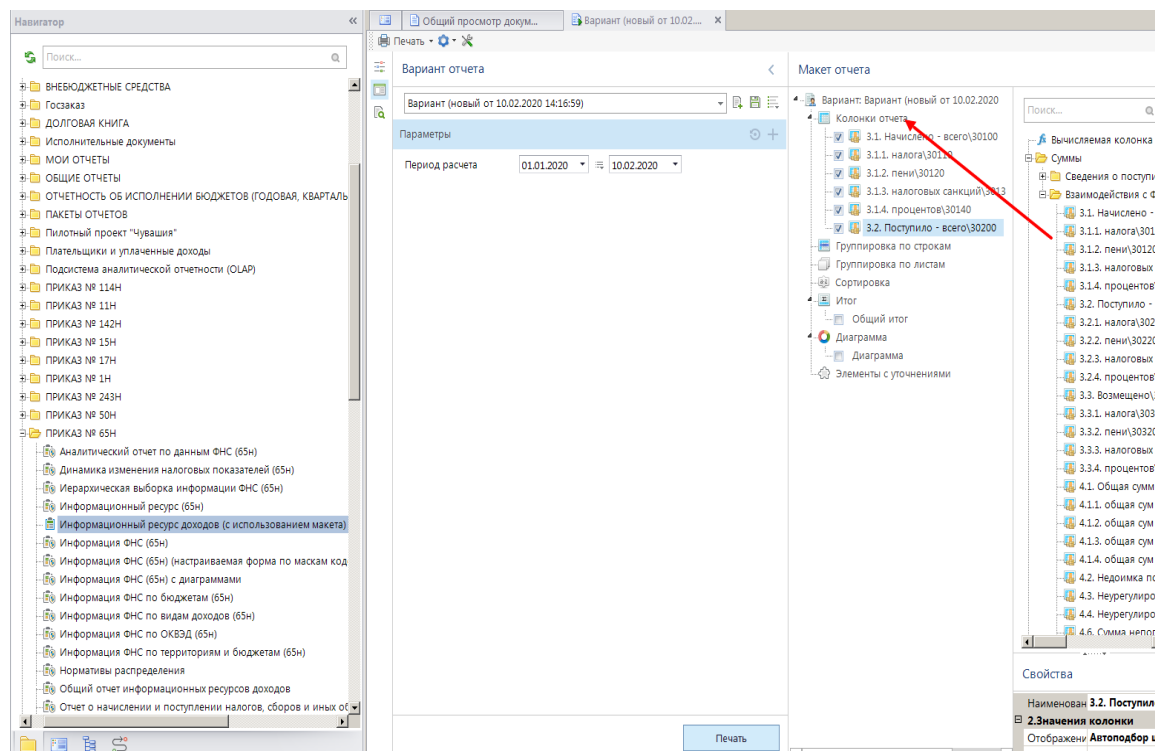 Навигатор
Поиск...
ВНЕБЮДЖЕТНЫЕ СРЕДСТВА
Госзаказ
ДОЛГОВАЯ КНИГА
Исполнительные документы
МОИ ОТЧЕТЫ
ОБЩИЕ ОТЧЕТЫ
ОТЧЕТНОСТЬ ОБ ИСПОЛНЕНИИ БЮДЖЕТОВ (ГОДОВАЯ, КВАРТАЛЬ
ПАКЕТЫ ОТЧЕТОВ
Пилотный проект "Чувашия"
Плательщики и уплаченные доходы
Подсистема аналитической отчетности (OLAP)
ПРИКАЗ № 114Н
ПРИКАЗ № 11Н
ПРИКАЗ № 142Н
ПРИКАЗ № 15Н
ПРИКАЗ № 17Н
ПРИКАЗ № 1Н
ПРИКАЗ № 243Н
ПРИКАЗ № 50Н
ПРИКАЗ № 65Н
Аналитический отчет по данным ФНС (65н)
Динамика изменения налоговых показателей (65н)
Иерархическая выборка информации ФНС (65н)
Информационный ресурс (65н)
Информационный ресурс доходов (с использованием макета)
Информация ФНС (65н)
Информация ФНС (65н) (настраиваемая форма по маскам код
Информация ФНС (65н) с диаграммами
Информация ФНС по бюджетам (65н)
Информация ФНС по видам доходов (65н)
Информация ФНС по ОКВЭД (65н)
Информация ФНС по территориям и бюджетам (65н)
Нормативы распределения
Общий отчет информационных ресурсов доходов
Отчет о начислении и поступлении налогов, сборов и иных об
Общий просмотр докум...
Вариант (новый от 10.02....
Печать
Вариант отчета
Вариант (новый от 10.02.2020 14:16:59)
Параметры
Период расчета 01.01.2020 10.02.2020
Печать
Макет отчета
Вариант: Вариант (новый от 10.02.2020
Колонки отчета
3.1. Начислено - всего\30100
3.1.1. налога\30110
3.1.2. пени\30120
3.1.3. налоговых санкций\3013
3.1.4. процентов\30140
3.2. Поступило - всего\30200
Группировка по строкам
Группировка по листам
Сортировка
Итог
Общий итог
Диаграмма
Диаграмма
Элементы с уточнениями
Поиск...
fx Вычисляемая колонка
Суммы
Сведения о поступи
Взаимодействия с Ф
3.1. Начислено -
3.1.1. налога\301
3.1.2. пени\30120
3.1.3. налоговых
3.1.4. процентов\
3.2. Поступило -
3.2.1. налога\302
3.2.2. пени\30220
3.2.3. налоговых
3.2.4. процентов\
3.3. Возмещено\
3.3.1. налога\303
3.3.2. пени\30320
3.3.3. налоговых
3.3.4. процентов\
4.1. Общая сумм
4.1.1. общая сум
4.1.2. общая сум
4.1.3. общая сум
4.1.4. общая сум
4.2. Недоимка по
4.3. Неурегулиро
4.4. Неурегулиро
4.6. Сумма непог
Свойства
Наименован 3.2. Поступил
2.Значения колонки
Отображени Автоподбор ш